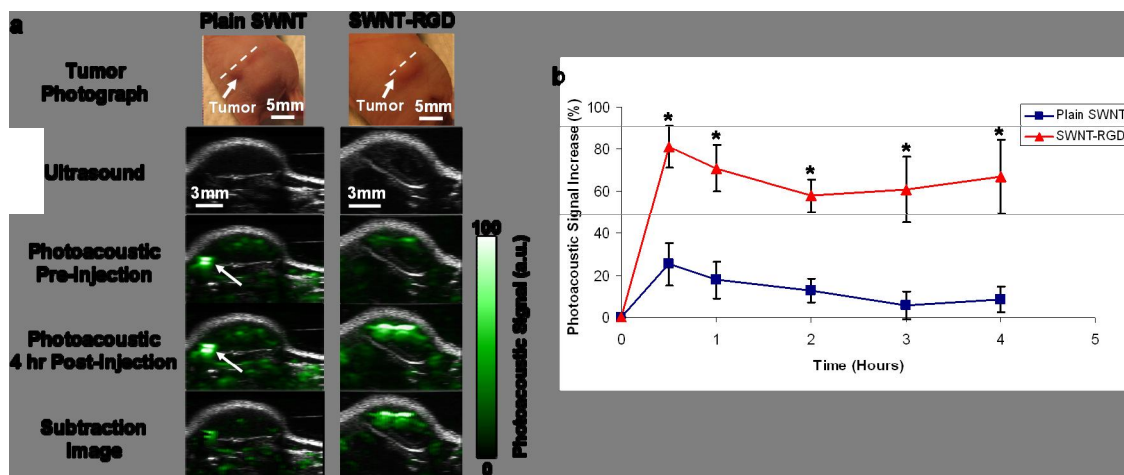 a
Plain SWNT
SWNT-RGD
Tumor
Photograph
Tumor
5mm
Tumor
5mm
Ultrasound
3mm
3mm
Photoacoustic
Pre-Injection
Photoacoustic
4 hr Post-Injection
Subtraction
Image
100
Photoacoustic Signal (a.u.)
0
b
Photoacoustic Signal Increase (%)
100
80
60
40
20
0
* * * * *
Plain SWNT
SWNT-RGD
0 1 2 3 4 5
Time (Hours)